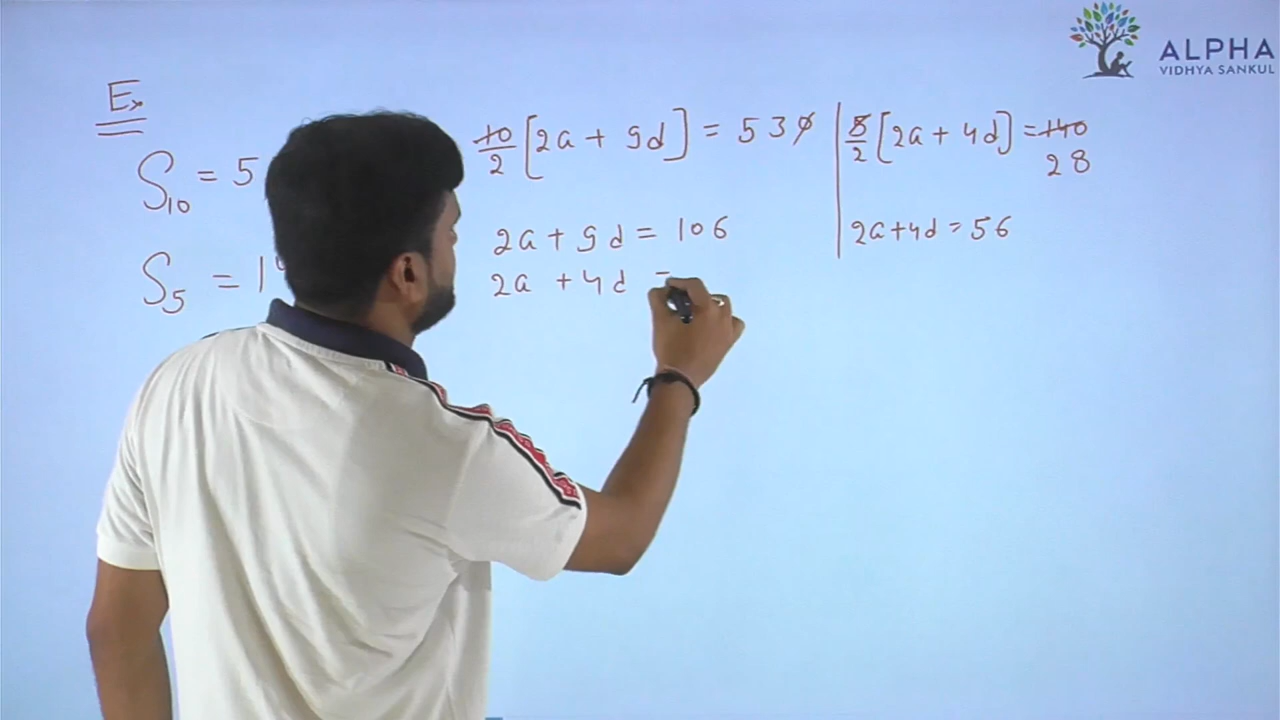 ALPHA
VIDHYA SANKUL
Ex
S₁₀ = 5
S₅ = 1
10/2 [2a + 9d] = 530
2a + 9d = 106
2a + 4d =
5/2 [2a + 4d] = 140
28
2a + 4d = 56